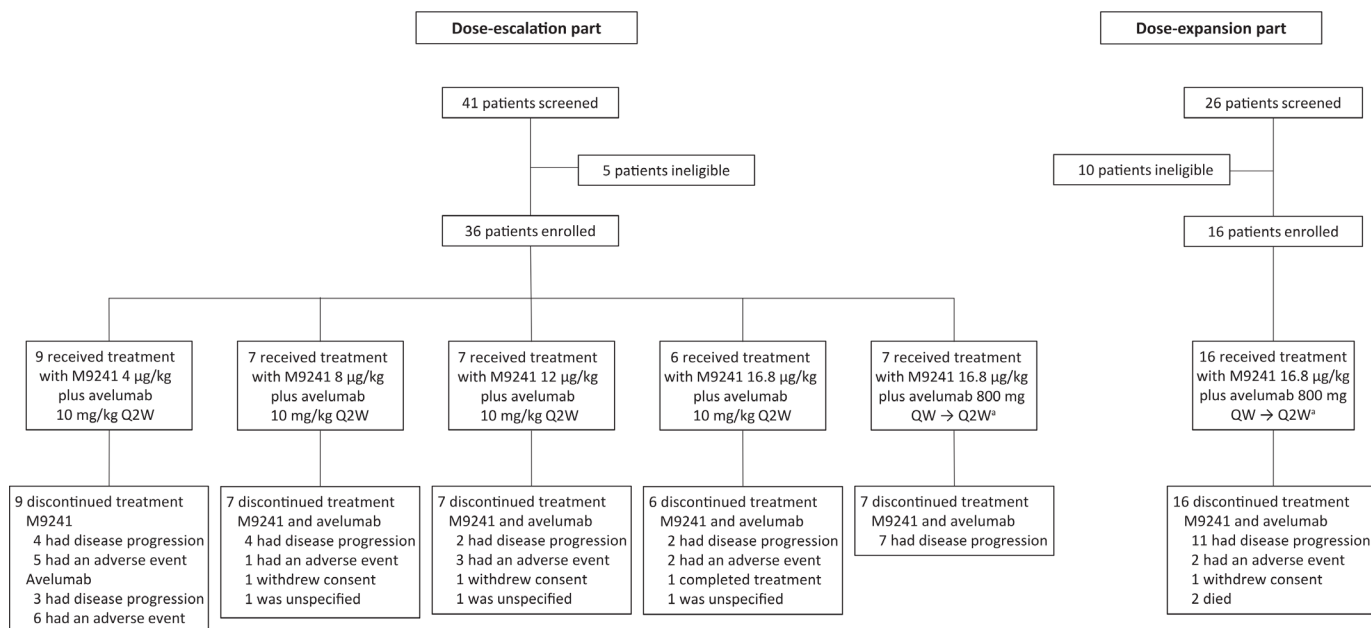 Dose-escalation part
41 patients screened
5 patients ineligible
36 patients enrolled
9 received treatment
with M9241 4 µg/kg
plus avelumab
10 mg/kg Q2W
7 received treatment
with M9241 8 µg/kg
plus avelumab
10 mg/kg Q2W
7 received treatment
with M9241 12 µg/kg
plus avelumab
10 mg/kg Q2W
6 received treatment
with M9241 16.8 µg/kg
plus avelumab
10 mg/kg Q2W
7 received treatment
with M9241 16.8 µg/kg
plus avelumab 800 mg
QW → Q2Wᵃ
9 discontinued treatment
M9241
4 had disease progression
5 had an adverse event
Avelumab
3 had disease progression
6 had an adverse event
7 discontinued treatment
M9241 and avelumab
4 had disease progression
1 had an adverse event
1 withdrew consent
1 was unspecified
7 discontinued treatment
M9241 and avelumab
2 had disease progression
3 had an adverse event
1 withdrew consent
1 was unspecified
6 discontinued treatment
M9241 and avelumab
2 had disease progression
2 had an adverse event
1 completed treatment
1 was unspecified
7 discontinued treatment
M9241 and avelumab
7 had disease progression
Dose-expansion part
26 patients screened
10 patients ineligible
16 patients enrolled
16 received treatment
with M9241 16.8 µg/kg
plus avelumab 800 mg
QW → Q2Wᵃ
16 discontinued treatment
M9241 and avelumab
11 had disease progression
2 had an adverse event
1 withdrew consent
2 died